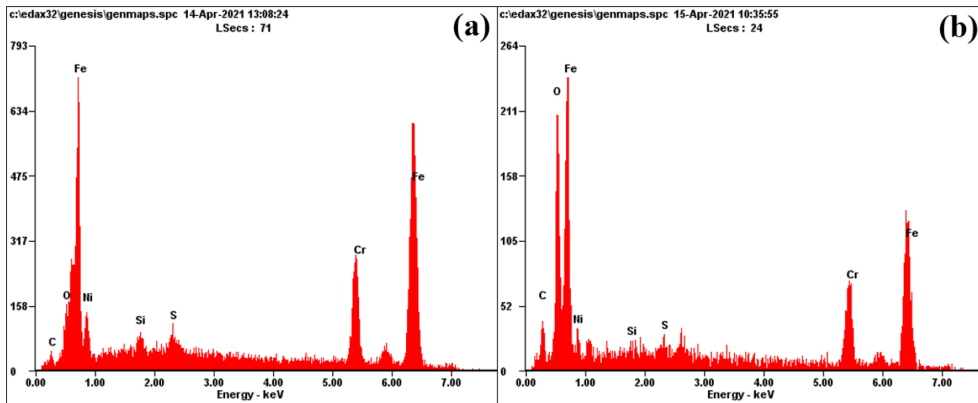 c:\edax32\genesis\genmaps.spc 14-Apr-2021 13:08:24
LSecs : 71
(a)
793
634
475
317
158
0
Fe
O
Ni
C
Si
S
Cr
Fe
0.00 1.00 2.00 3.00 4.00 5.00 6.00 7.00
Energy - keV
c:\edax32\genesis\genmaps.spc 15-Apr-2021 10:35:55
LSecs : 24
(b)
264
211
158
105
52
0
Fe
O
C
Ni
Si
S
Cr
Fe
0.00 1.00 2.00 3.00 4.00 5.00 6.00 7.00
Energy - keV